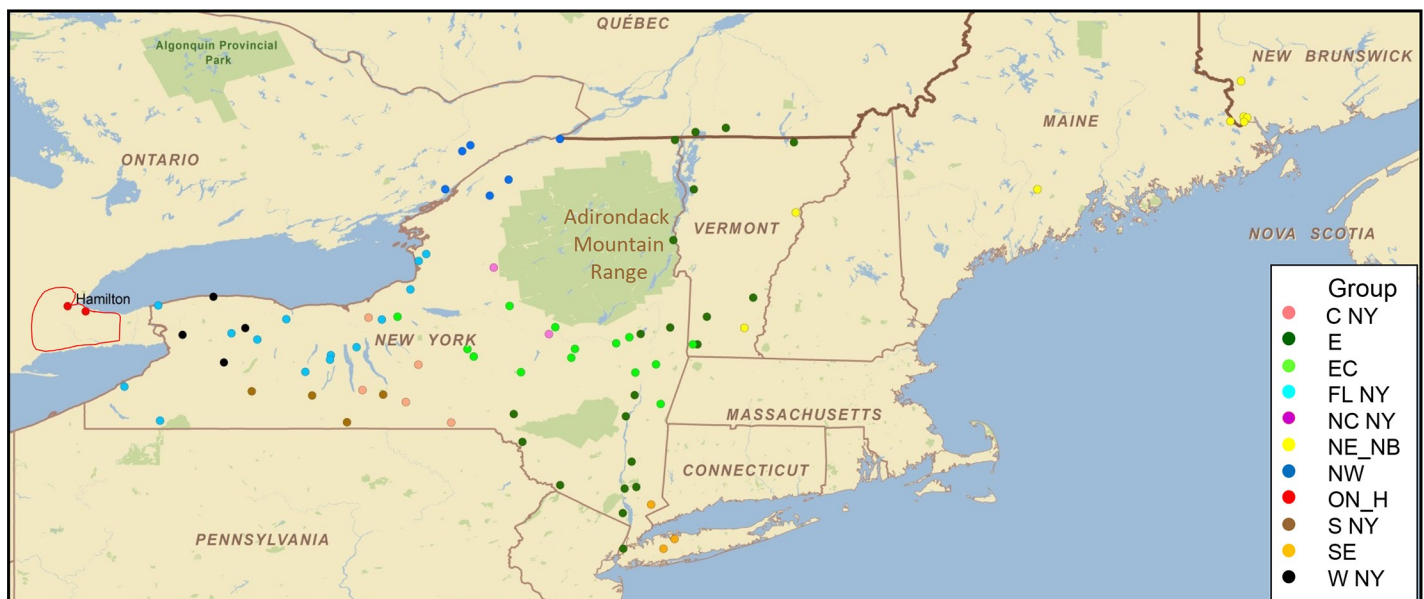 QUÉBEC
Algonquin Provincial
Park
NEW BRUNSWICK
MAINE
ONTARIO
Adirondack
Mountain
Range
VERMONT
NOVA SCOTIA
Hamilton
NEW YORK
MASSACHUSETTS
CONNECTICUT
PENNSYLVANIA
Group
C NY
E
EC
FL NY
NC NY
NE_NB
NW
ON_H
S NY
SE
W NY